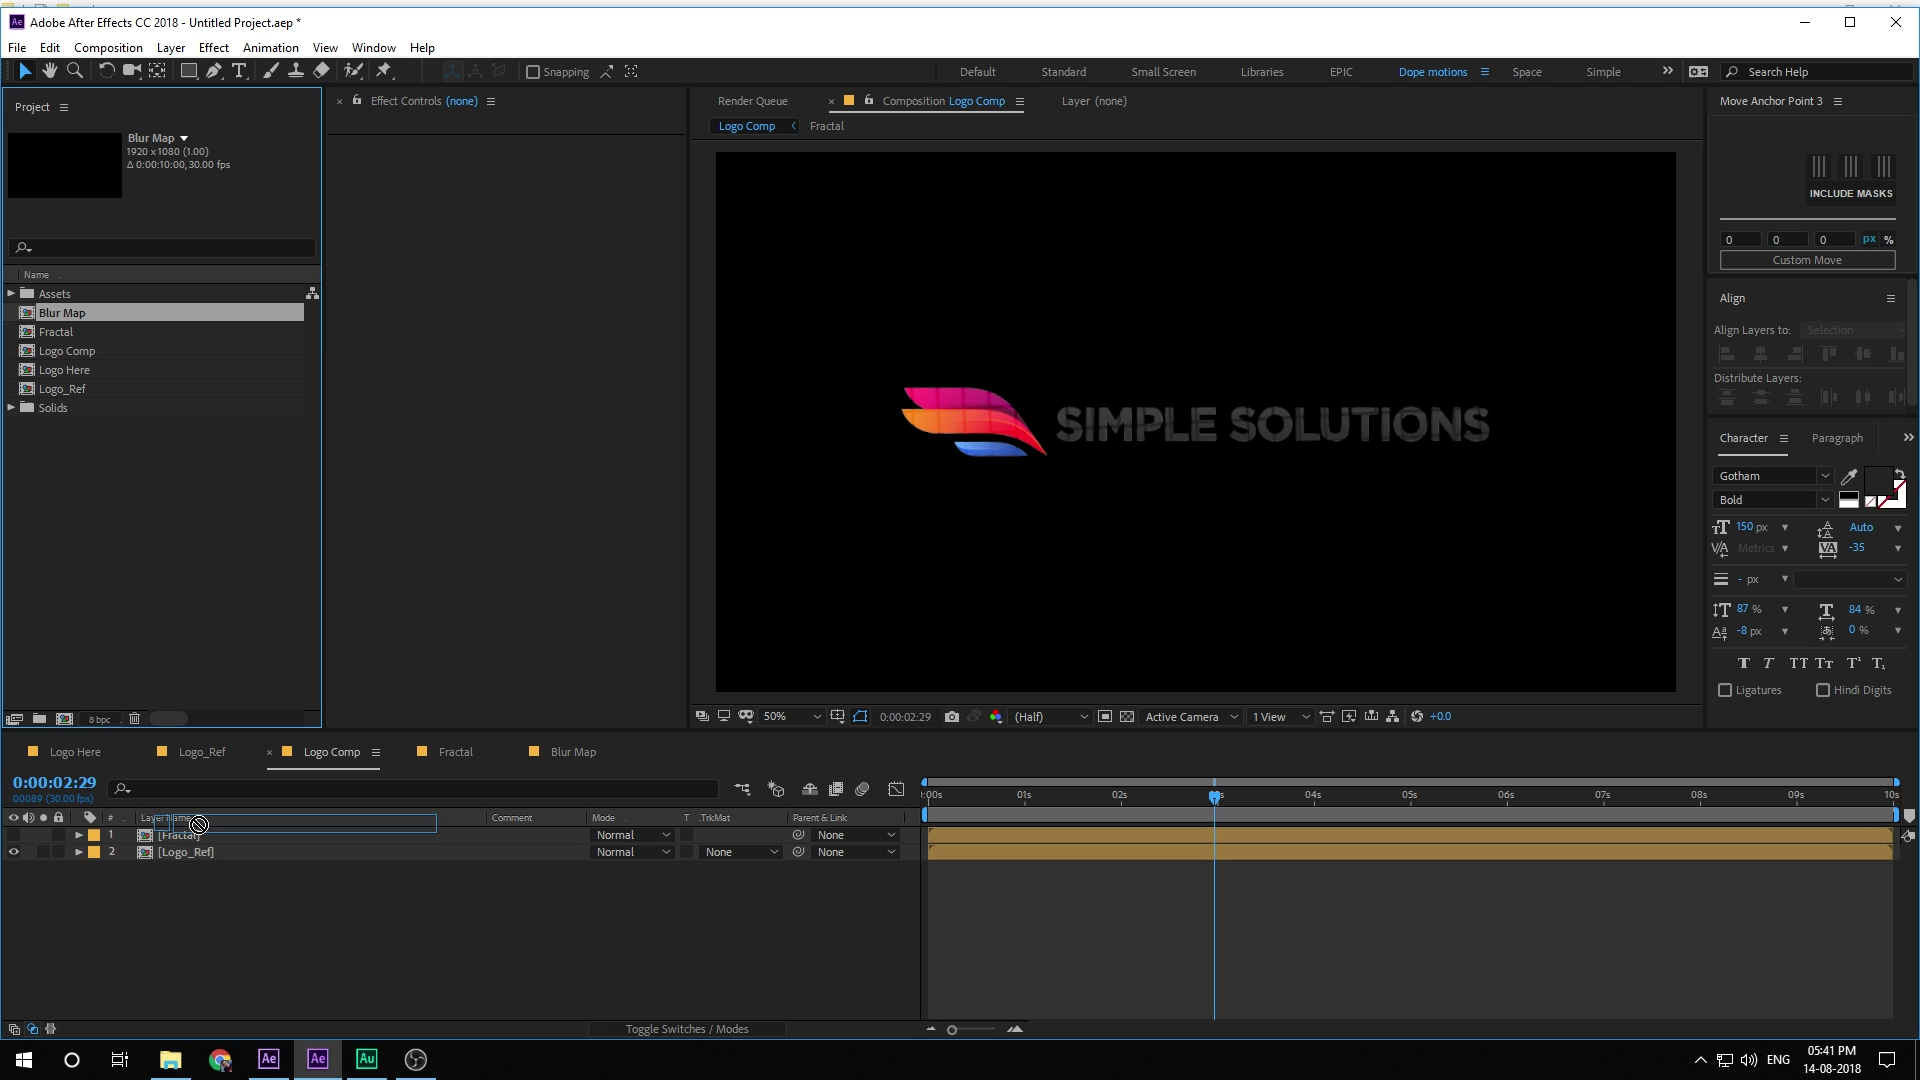 Adobe After Effects CC 2018 - Untitled Project.aep *
File Edit Composition Layer Effect Animation View Window Help
Snapping Default Standard Small Screen Libraries EPIC Dope motions Space Simple Search Help
Project
Effect Controls (none)
Render Queue Composition Logo Comp Layer (none)
Move Anchor Point 3
Logo Comp Fractal
Blur Map
1920 x 1080 (1.00)
Δ 0:00:10:00, 30.00 fps
INCLUDE MASKS
0 0 0 px %
Custom Move
Name
Assets
Blur Map
Fractal
Logo Comp
Logo Here
Logo_Ref
Solids
Align
Align Layers to: Selection
Distribute Layers:
SIMPLE SOLUTIONS
Character Paragraph
Gotham
Bold
150 px Auto
Metrics -35
- px
87 % 84 %
-8 px 0 %
T T TT Tt T¹ T₁
Ligatures Hindi Digits
8 bpc
50% 0:00:02:29 (Half) Active Camera 1 View +0.0
Logo Here Logo_Ref Logo Comp Fractal Blur Map
0:00:02:29
00089 (30.00 fps)
:00s 01s 02s 04s 05s 06s 07s 08s 09s 10s
# Layer Name Comment Mode T .TrkMat Parent & Link
1 [Fractal] Normal None
2 [Logo_Ref] Normal None None
Toggle Switches / Modes
Ae Ae Au ENG 05:41 PM
14-08-2018